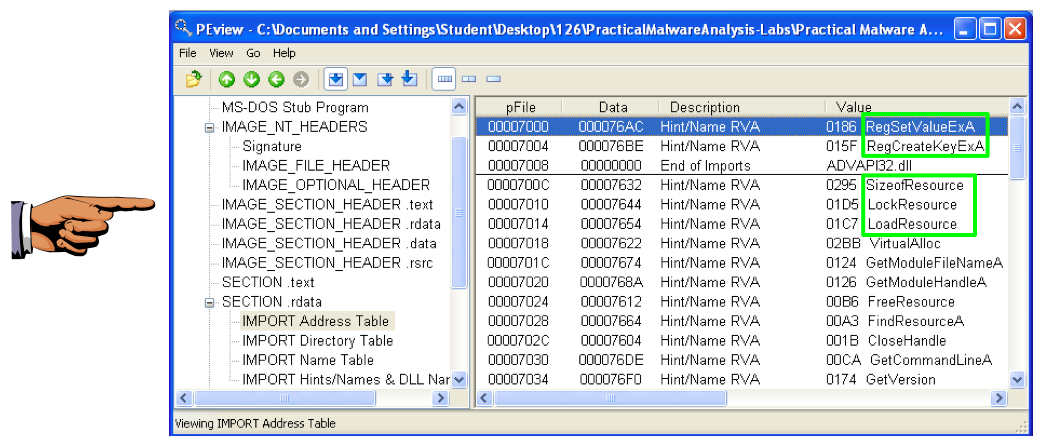 PEview - C:\Documents and Settings\Student\Desktop\126\PracticalMalwareAnalysis-Labs\Practical Malware A...
File View Go Help
MS-DOS Stub Program
IMAGE_NT_HEADERS
Signature
IMAGE_FILE_HEADER
IMAGE_OPTIONAL_HEADER
IMAGE_SECTION_HEADER .text
IMAGE_SECTION_HEADER .rdata
IMAGE_SECTION_HEADER .data
IMAGE_SECTION_HEADER .rsrc
SECTION .text
SECTION .rdata
IMPORT Address Table
IMPORT Directory Table
IMPORT Name Table
IMPORT Hints/Names & DLL Nar
pFile Data Description Value
00007000 000076AC Hint/Name RVA 0186 RegSetValueExA
00007004 000076BE Hint/Name RVA 015F RegCreateKeyExA
00007008 00000000 End of Imports ADVAPI32.dll
0000700C 00007632 Hint/Name RVA 0295 SizeofResource
00007010 00007644 Hint/Name RVA 01D5 LockResource
00007014 00007654 Hint/Name RVA 01C7 LoadResource
00007018 00007622 Hint/Name RVA 02BB VirtualAlloc
0000701C 00007674 Hint/Name RVA 0124 GetModuleFileNameA
00007020 0000768A Hint/Name RVA 0126 GetModuleHandleA
00007024 00007612 Hint/Name RVA 00B6 FreeResource
00007028 00007664 Hint/Name RVA 00A3 FindResourceA
0000702C 00007604 Hint/Name RVA 001B CloseHandle
00007030 000076DE Hint/Name RVA 00CA GetCommandLineA
00007034 000076F0 Hint/Name RVA 0174 GetVersion
Viewing IMPORT Address Table